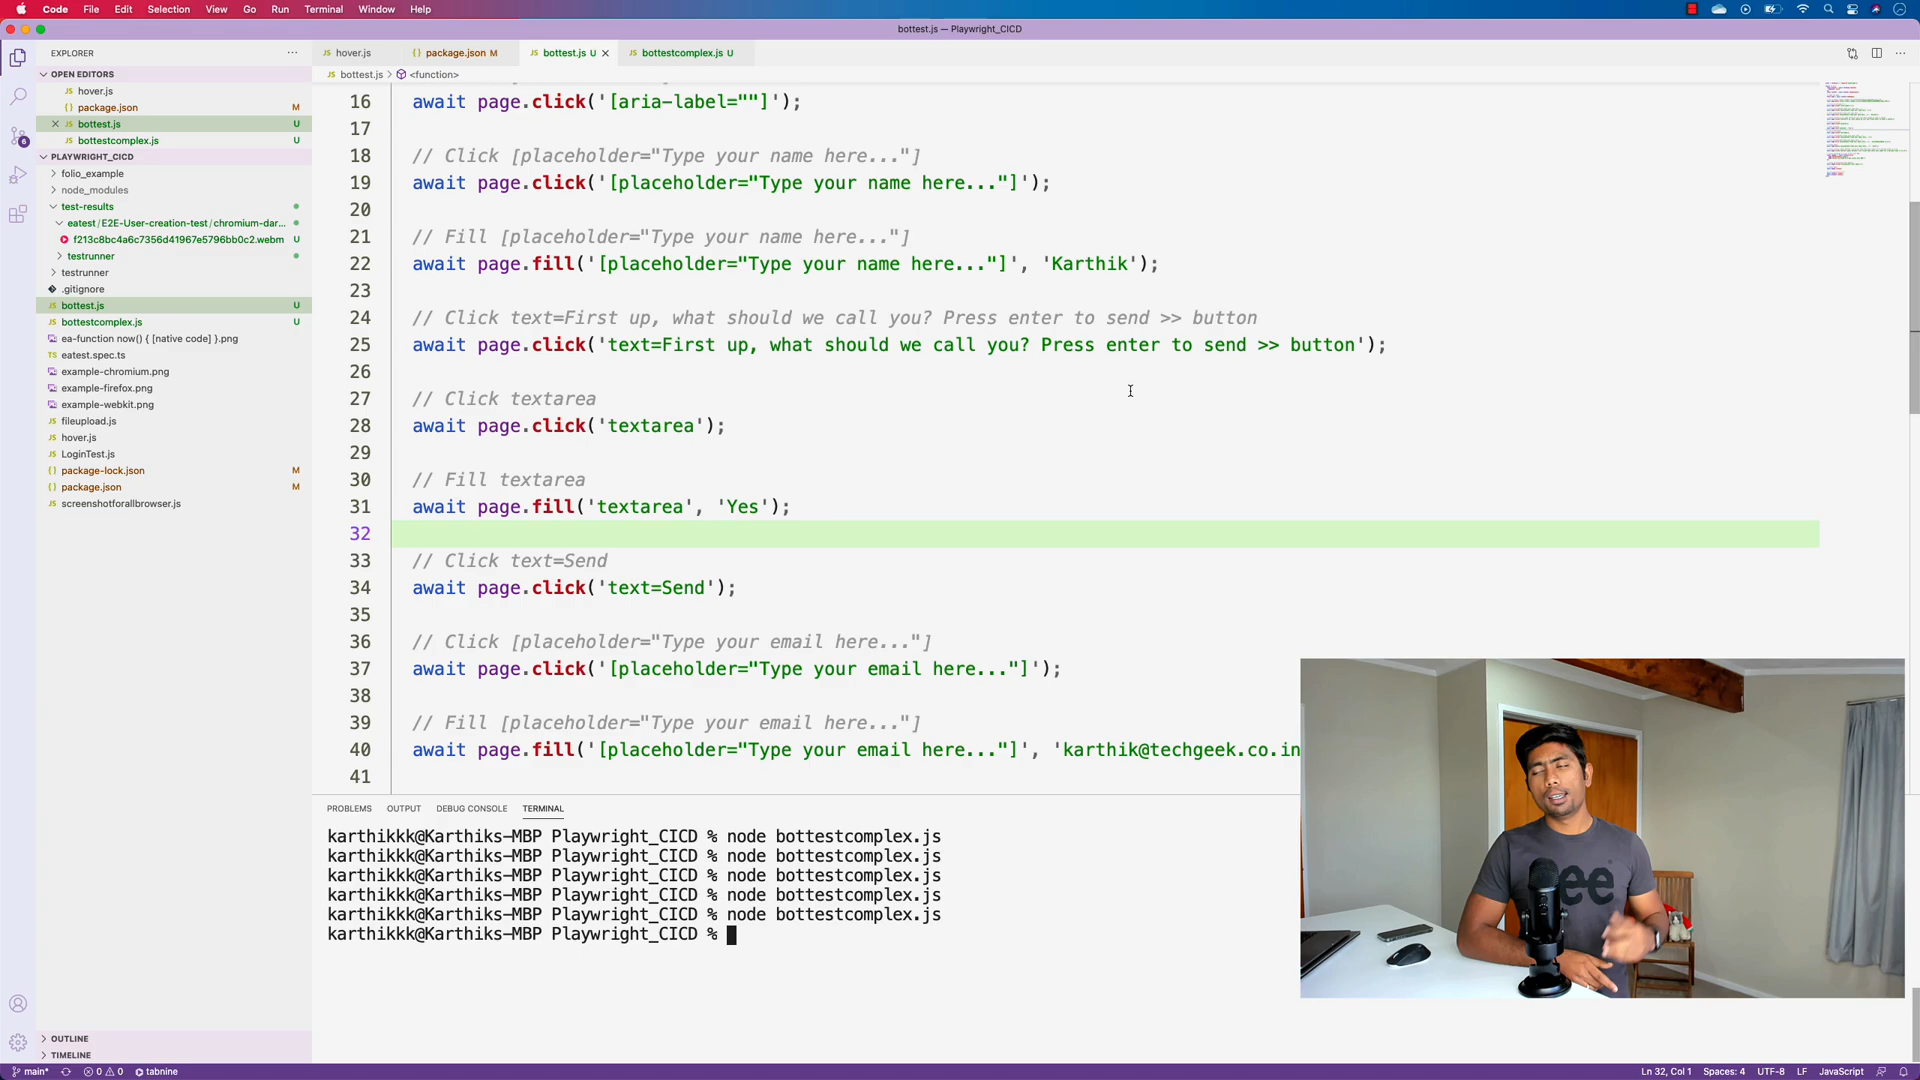 Code File Edit Selection View Go Run Terminal Window Help
bottest.js — Playwright_CICD
EXPLORER
OPEN EDITORS
hover.js
package.json M
bottest.js U
bottestcomplex.js U
PLAYWRIGHT_CICD
folio_example
node_modules
test-results
eatest / E2E-User-creation-test / chromium-dar...
f213c8bc4a6c7356d41967e5796bb0c2.webm U
testrunner
testrunner
.gitignore
bottest.js U
bottestcomplex.js U
ea-function now() { [native code] }.png
eatest.spec.ts
example-chromium.png
example-firefox.png
example-webkit.png
fileupload.js
hover.js
LoginTest.js
package-lock.json M
package.json M
screenshotforallbrowser.js
OUTLINE
TIMELINE
hover.js package.json M bottest.js U bottestcomplex.js U
bottest.js > <function>
16 await page.click('[aria-label=""]');
17
18 // Click [placeholder="Type your name here..."]
19 await page.click('[placeholder="Type your name here..."]');
20
21 // Fill [placeholder="Type your name here..."]
22 await page.fill('[placeholder="Type your name here..."]', 'Karthik');
23
24 // Click text=First up, what should we call you? Press enter to send >> button
25 await page.click('text=First up, what should we call you? Press enter to send >> button');
26
27 // Click textarea
28 await page.click('textarea');
29
30 // Fill textarea
31 await page.fill('textarea', 'Yes');
32
33 // Click text=Send
34 await page.click('text=Send');
35
36 // Click [placeholder="Type your email here..."]
37 await page.click('[placeholder="Type your email here..."]');
38
39 // Fill [placeholder="Type your email here..."]
40 await page.fill('[placeholder="Type your email here..."]', 'karthik@techgeek.co.in
41
PROBLEMS OUTPUT DEBUG CONSOLE TERMINAL
karthikkk@Karthiks-MBP Playwright_CICD % node bottestcomplex.js
karthikkk@Karthiks-MBP Playwright_CICD % node bottestcomplex.js
karthikkk@Karthiks-MBP Playwright_CICD % node bottestcomplex.js
karthikkk@Karthiks-MBP Playwright_CICD % node bottestcomplex.js
karthikkk@Karthiks-MBP Playwright_CICD % node bottestcomplex.js
karthikkk@Karthiks-MBP Playwright_CICD %
main* 0 0 tabnine Ln 32, Col 1 Spaces: 4 UTF-8 LF JavaScript